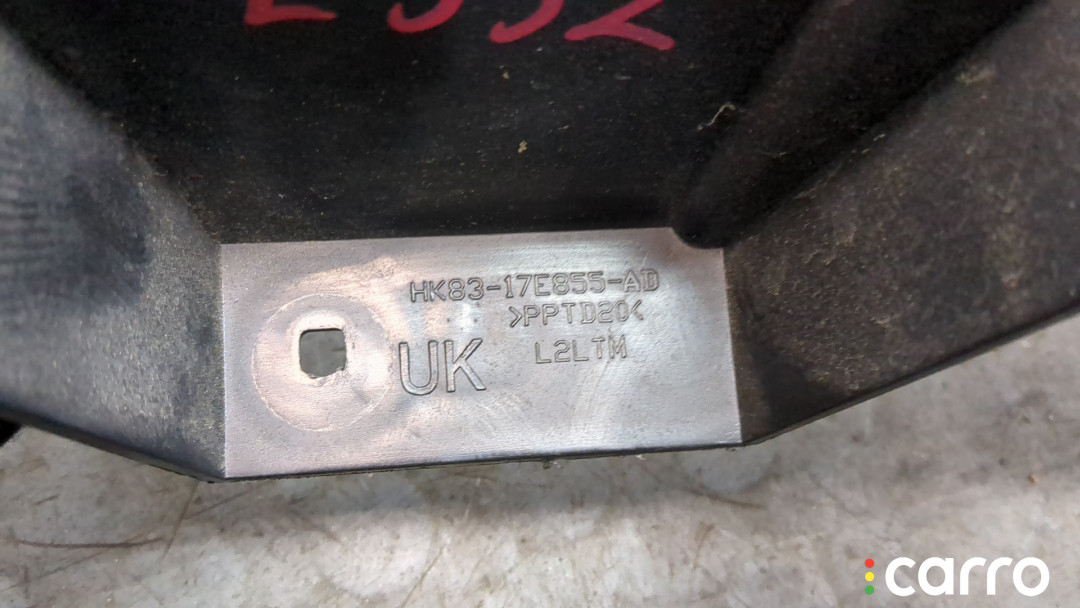 HK83-17E855-AD
>PPTD20<
UK L2LTM
carro